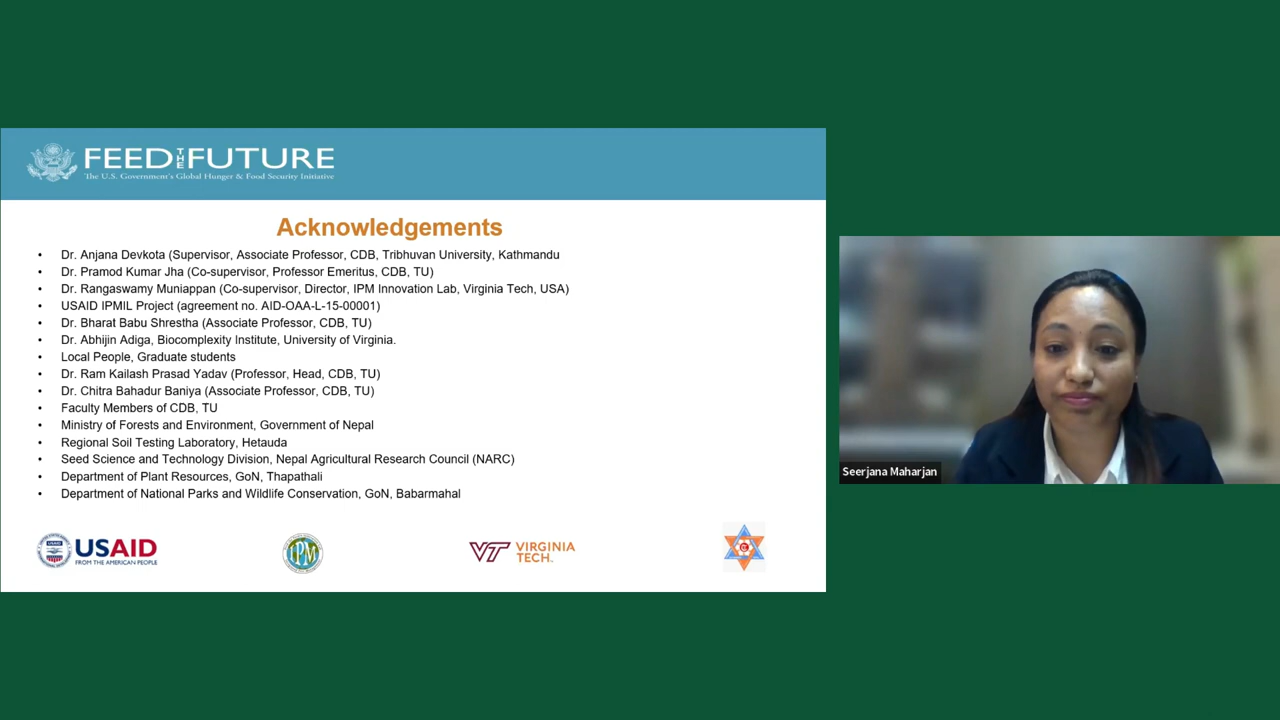 FEED THE FUTURE
The U.S. Government's Global Hunger & Food Security Initiative
Acknowledgements
• Dr. Anjana Devkota (Supervisor, Associate Professor, CDB, Tribhuvan University, Kathmandu
• Dr. Pramod Kumar Jha (Co-supervisor, Professor Emeritus, CDB, TU)
• Dr. Rangaswamy Muniappan (Co-supervisor, Director, IPM Innovation Lab, Virginia Tech, USA)
• USAID IPMIL Project (agreement no. AID-OAA-L-15-00001)
• Dr. Bharat Babu Shrestha (Associate Professor, CDB, TU)
• Dr. Abhijin Adiga, Biocomplexity Institute, University of Virginia.
• Local People, Graduate students
• Dr. Ram Kailash Prasad Yadav (Professor, Head, CDB, TU)
• Dr. Chitra Bahadur Baniya (Associate Professor, CDB, TU)
• Faculty Members of CDB, TU
• Ministry of Forests and Environment, Government of Nepal
• Regional Soil Testing Laboratory, Hetauda
• Seed Science and Technology Division, Nepal Agricultural Research Council (NARC)
• Department of Plant Resources, GoN, Thapathali
• Department of National Parks and Wildlife Conservation, GoN, Babarmahal
USAID
FROM THE AMERICAN PEOPLE
IPM
VT VIRGINIA
TECH
Seerjana Maharjan